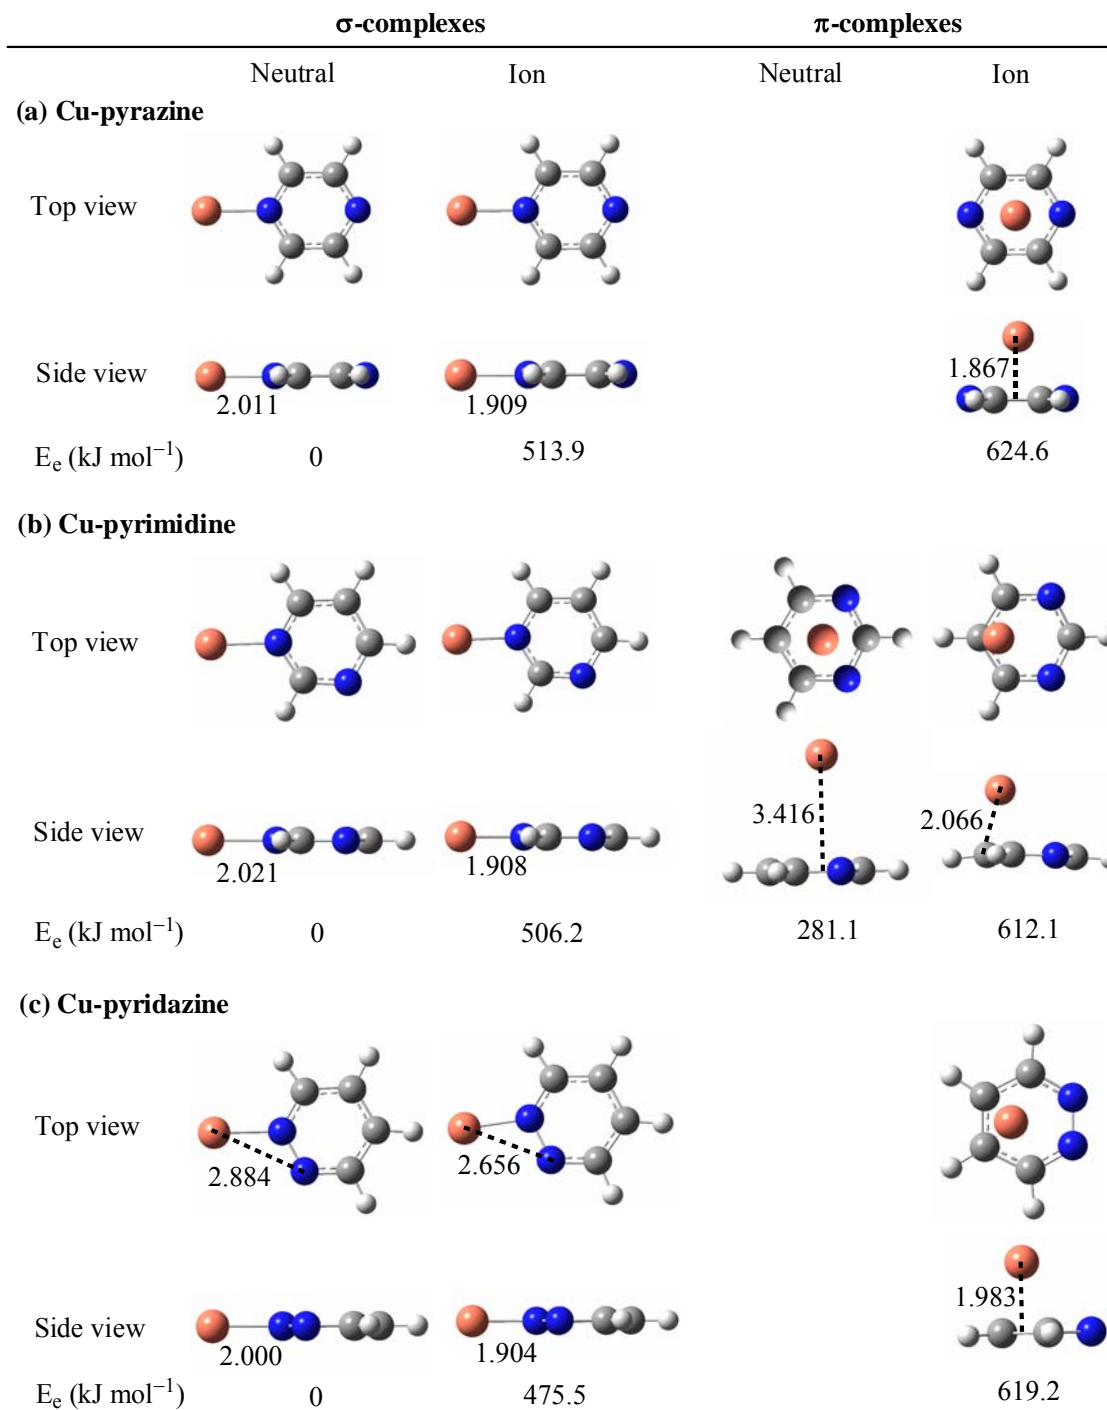 σ-complexes π-complexes
Neutral Ion Neutral Ion
(a) Cu-pyrazine
Top view
Side view
2.011 1.909 1.867
Eₑ (kJ mol⁻¹) 0 513.9 624.6
(b) Cu-pyrimidine
Top view
Side view
2.021 1.908 3.416 2.066
Eₑ (kJ mol⁻¹) 0 506.2 281.1 612.1
(c) Cu-pyridazine
Top view
2.884 2.656
Side view
2.000 1.904 1.983
Eₑ (kJ mol⁻¹) 0 475.5 619.2